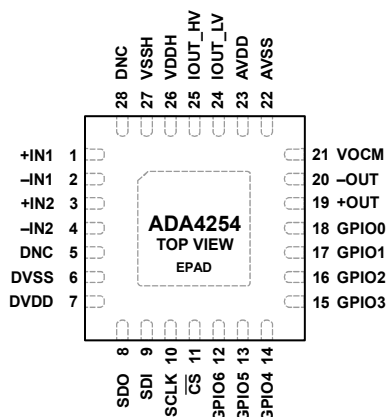 28 DNC
27 VSSH
26 VDDH
25 IOUT_HV
24 IOUT_LV
23 AVDD
22 AVSS
+IN1 1
–IN1 2
+IN2 3
–IN2 4
DNC 5
DVSS 6
DVDD 7
ADA4254
TOP VIEW
EPAD
21 VOCM
20 –OUT
19 +OUT
18 GPIO0
17 GPIO1
16 GPIO2
15 GPIO3
SDO 8
SDI 9
SCLK 10
CS 11
GPIO6 12
GPIO5 13
GPIO4 14